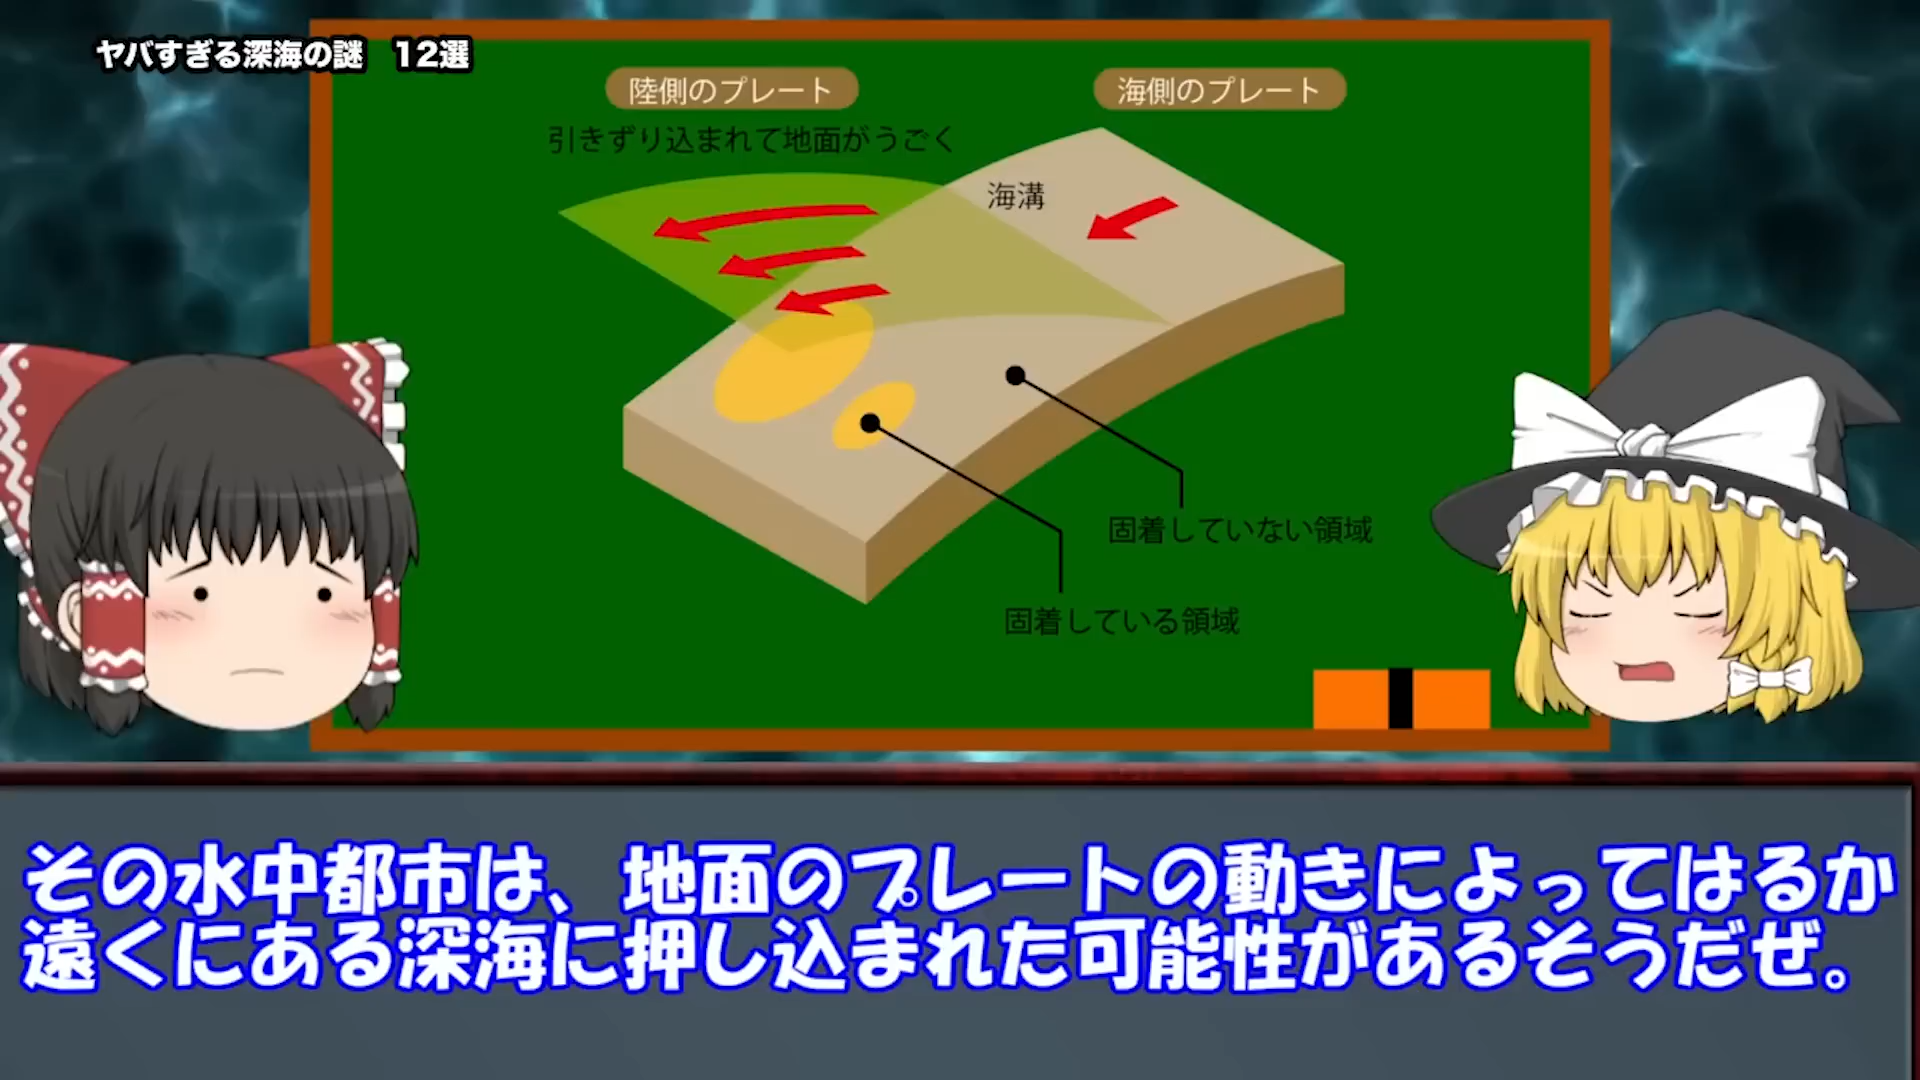 ヤバすぎる深海の謎　12選
陸側のプレート
海側のプレート
引きずり込まれて地面がうごく
海溝
固着していない領域
固着している領域
その水中都市は、地面のプレートの動きによってはるか
遠くにある深海に押し込まれた可能性があるそうだぜ。